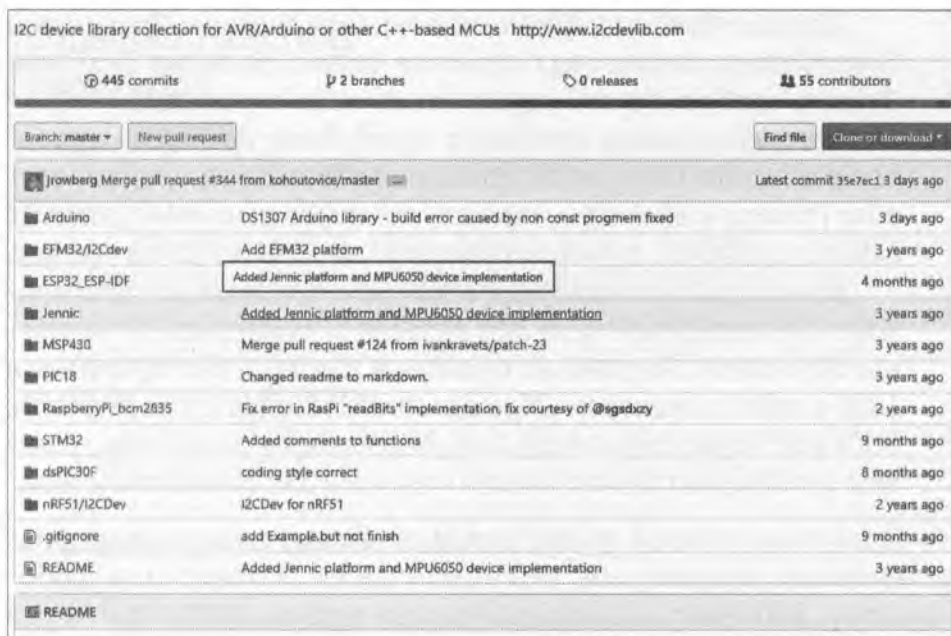 I2C device library collection for AVR/Arduino or other C++-based MCUs http://www.i2cdevlib.com
445 commits 2 branches 0 releases 55 contributors
Branch: master New pull request Find file Clone or download
jrowberg Merge pull request #344 from kohoutovice/master Latest commit 35e7ec1 3 days ago
Arduino DS1307 Arduino library - build error caused by non const progmem fixed 3 days ago
EFM32/I2Cdev Add EFM32 platform 3 years ago
ESP32_ESP-IDF Added Jennic platform and MPU6050 device implementation 4 months ago
Jennic Added Jennic platform and MPU6050 device implementation 3 years ago
MSP430 Merge pull request #124 from ivankravets/patch-23 3 years ago
PIC18 Changed readme to markdown. 3 years ago
RaspberryPi_bcm2835 Fix error in RasPi "readBits" implementation, fix courtesy of @sgsdxzy 2 years ago
STM32 Added comments to functions 9 months ago
dsPIC30F coding style correct 8 months ago
nRF51/I2CDev I2CDev for nRF51 2 years ago
.gitignore add Example.but not finish 9 months ago
README Added Jennic platform and MPU6050 device implementation 3 years ago
README